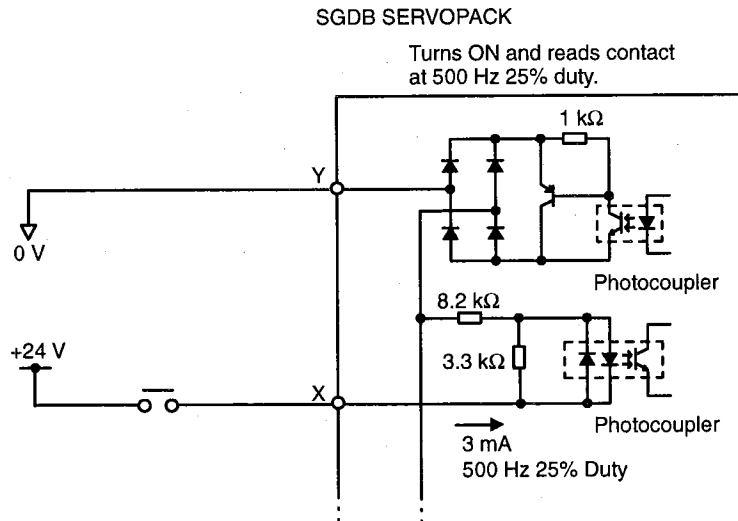 SGDB SERVOPACK
Turns ON and reads contact
at 500 Hz 25% duty.
1 kΩ
Y
0 V
Photocoupler
8.2 kΩ
+24 V
3.3 kΩ
X
Photocoupler
3 mA
500 Hz 25% Duty